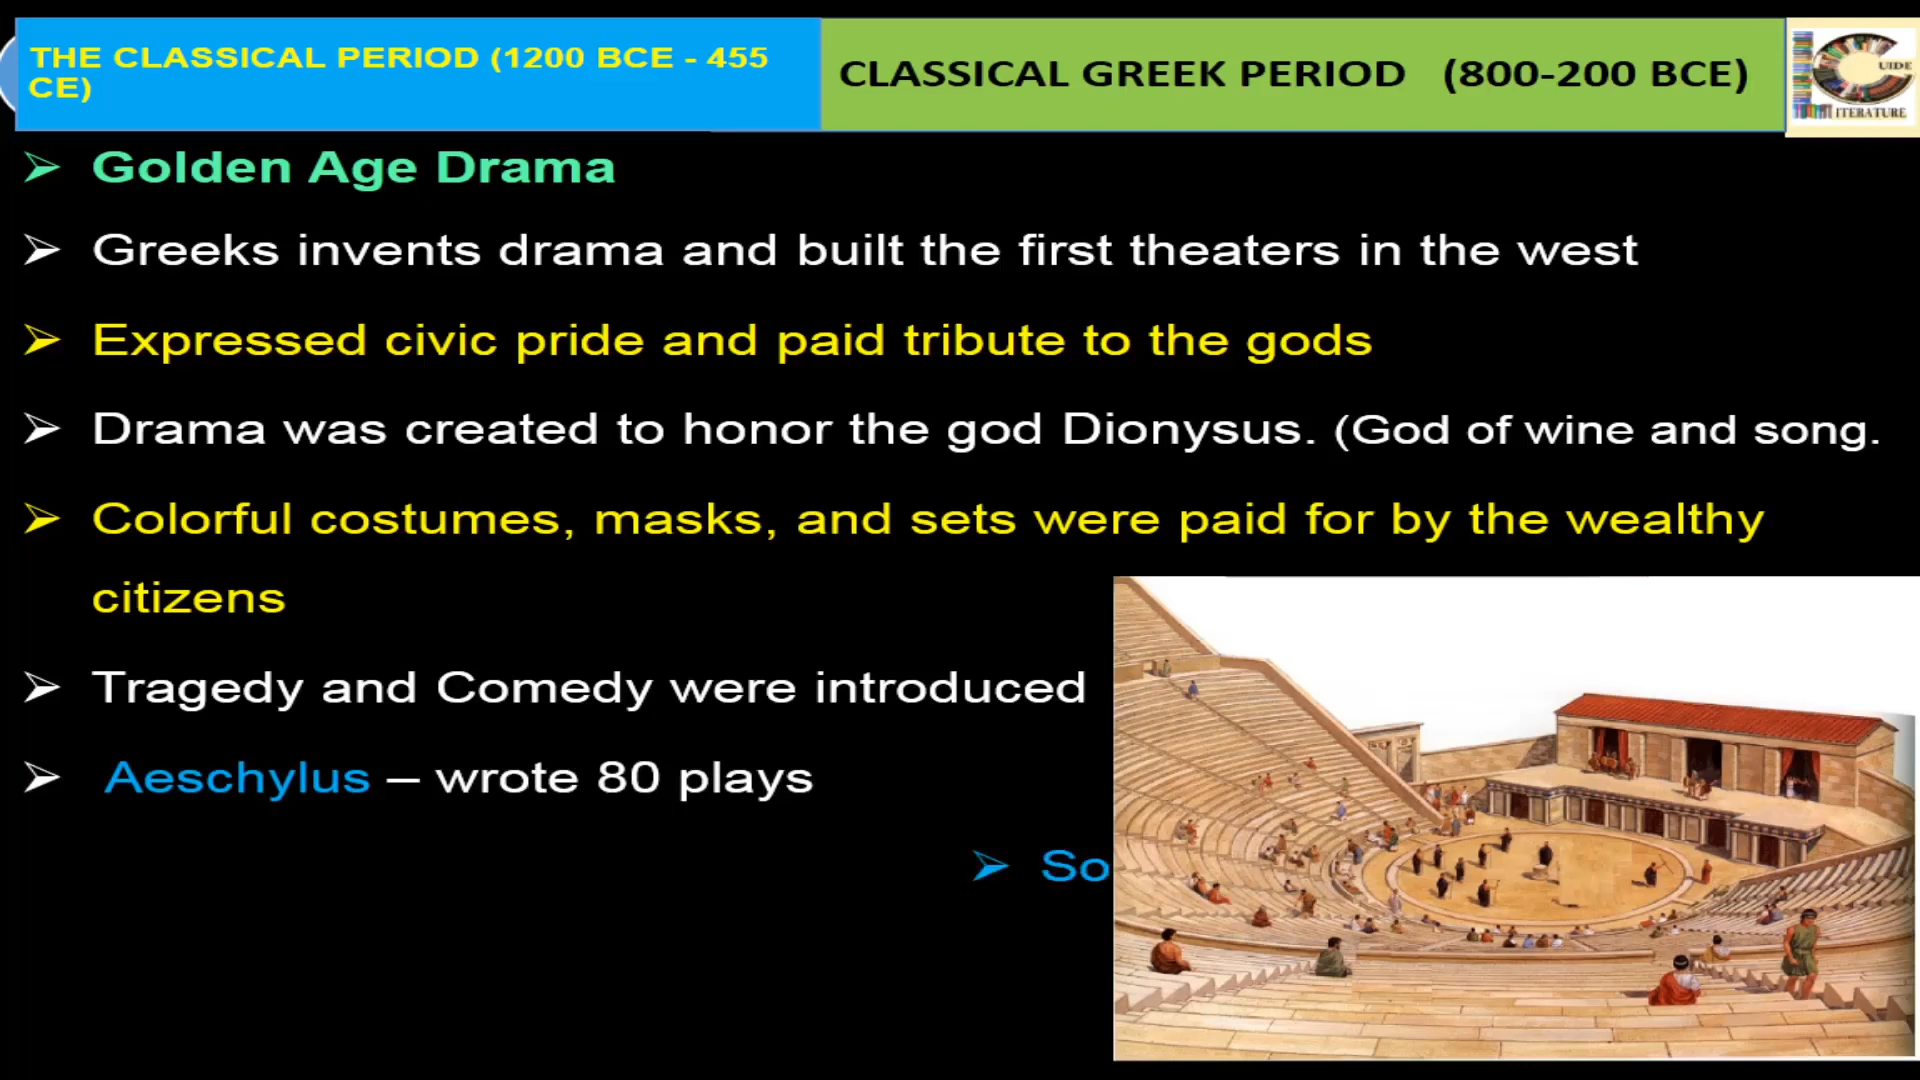 THE CLASSICAL PERIOD (1200 BCE - 455
CE)
CLASSICAL GREEK PERIOD (800-200 BCE)
UIDE
ITERATURE
➢ Golden Age Drama
➢ Greeks invents drama and built the first theaters in the west
➢ Expressed civic pride and paid tribute to the gods
➢ Drama was created to honor the god Dionysus. (God of wine and song.
➢ Colorful costumes, masks, and sets were paid for by the wealthy
citizens
➢ Tragedy and Comedy were introduced
➢ Aeschylus – wrote 80 plays
➢ So